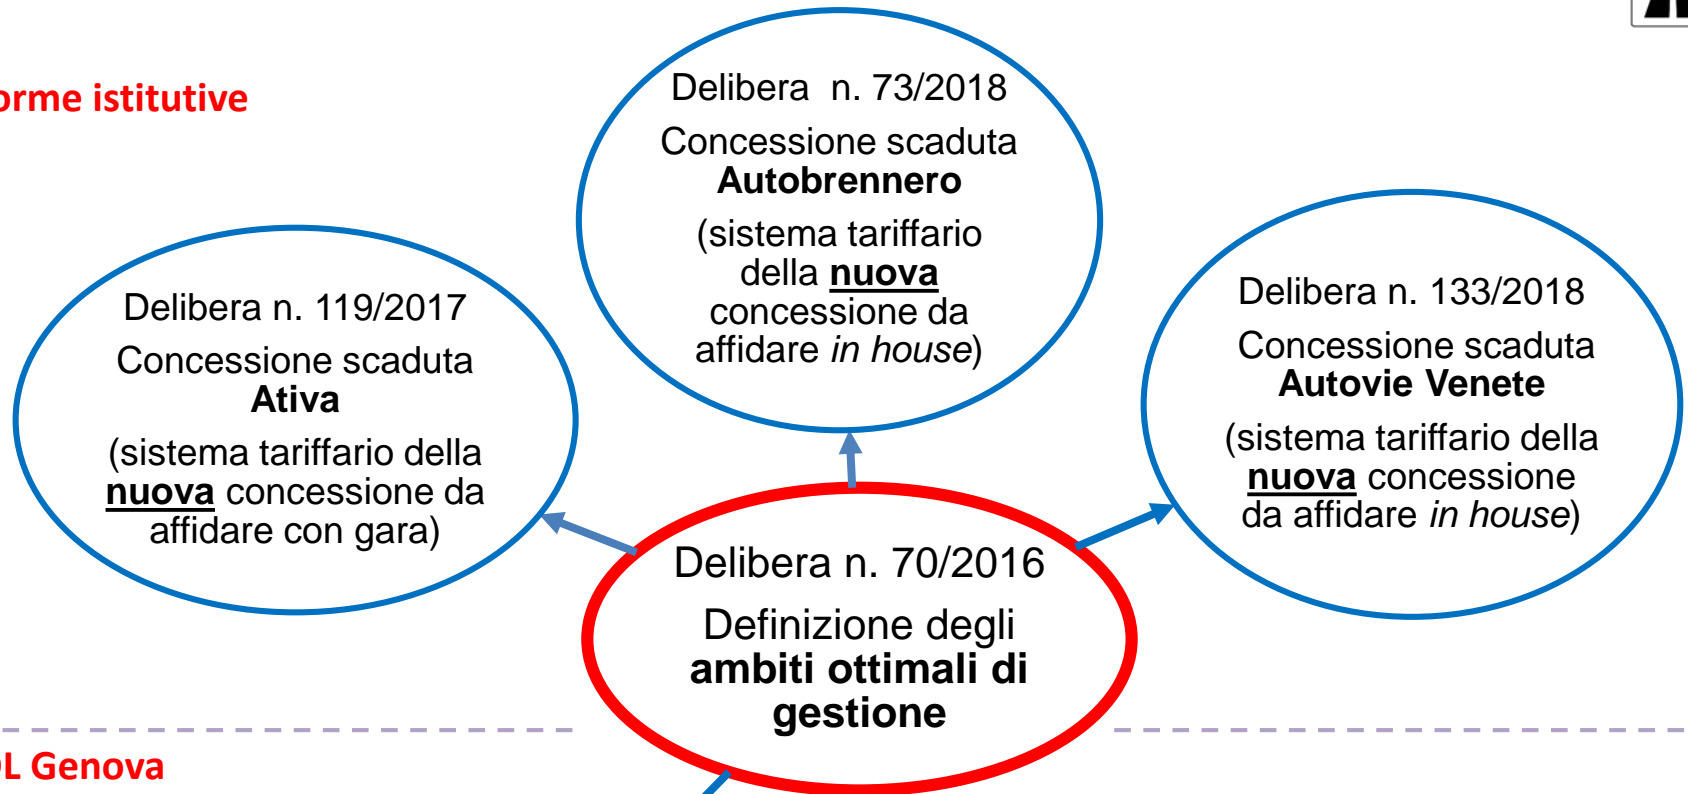 orme istitutive
Delibera n. 73/2018
Concessione scaduta
Autobrennero
(sistema tariffario
della nuova
concessione da
affidare in house)
Delibera n. 119/2017
Concessione scaduta
Ativa
(sistema tariffario della
nuova concessione da
affidare con gara)
Delibera n. 133/2018
Concessione scaduta
Autovie Venete
(sistema tariffario della
nuova concessione
da affidare in house)
Delibera n. 70/2016
Definizione degli
ambiti ottimali di
gestione
L Genova